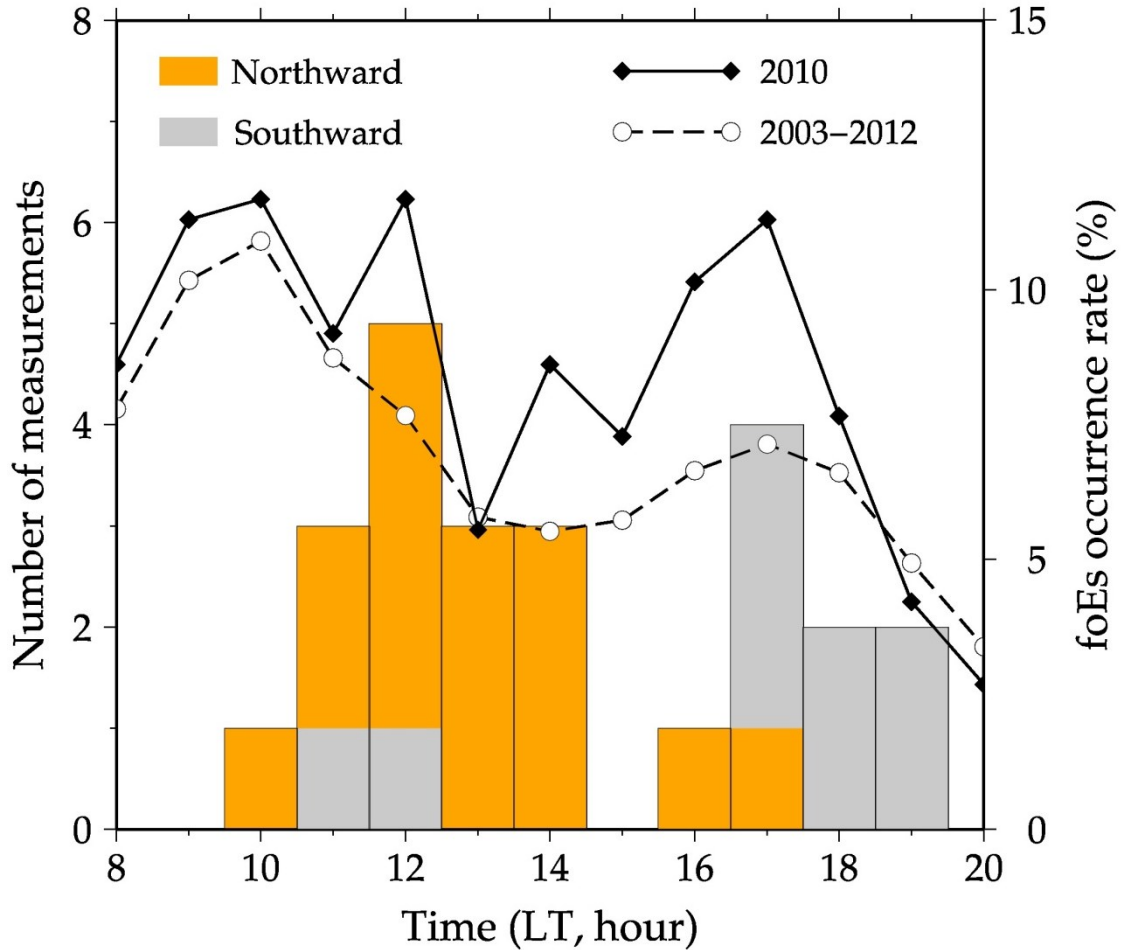 Northward
Southward
2010
2003–2012
Number of measurements
8
6
4
2
0
foEs occurrence rate (%)
15
10
5
0
8 10 12 14 16 18 20
Time (LT, hour)